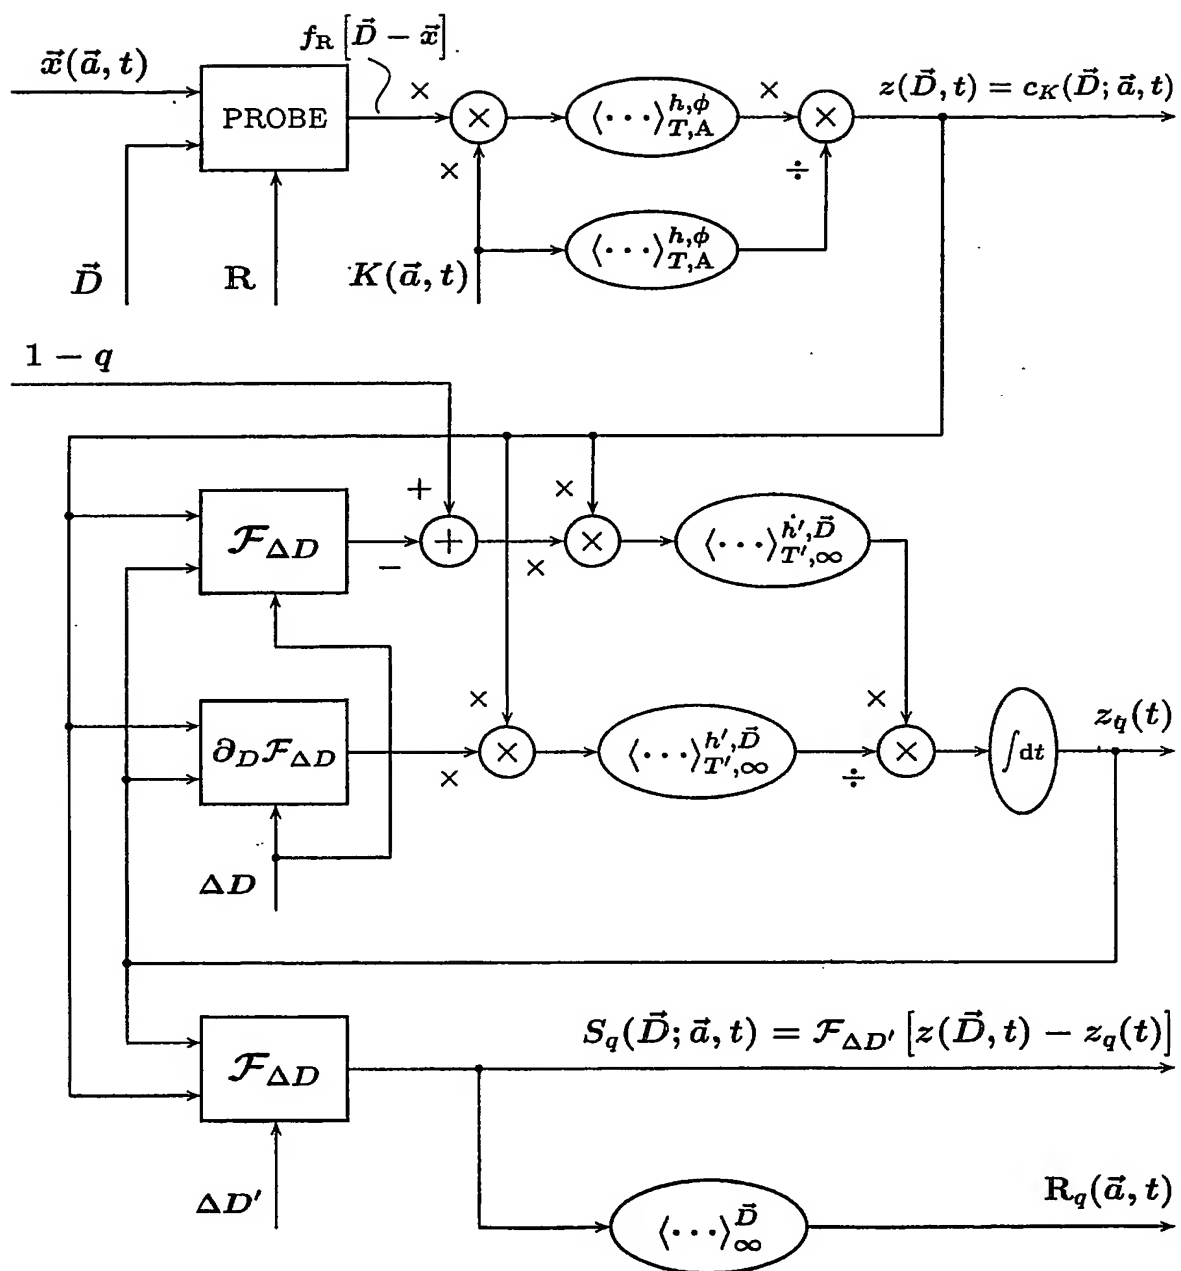 f_R [D⃗ − x⃗]
x⃗(a⃗, t)
PROBE
×
×
⟨···⟩^{h,ϕ}_{T,A}
×
×
z(D⃗, t) = c_K(D⃗; a⃗, t)
×
÷
⟨···⟩^{h,ϕ}_{T,A}
D⃗
R
K(a⃗, t)
1 − q
+
×
𝓕_{ΔD}
−
+
×
×
⟨···⟩^{ḣ′,D⃗}_{T′,∞}
×
×
z_q(t)
∂_D 𝓕_{ΔD}
×
×
⟨···⟩^{h′,D⃗}_{T′,∞}
÷
×
∫dt
ΔD
S_q(D⃗; a⃗, t) = 𝓕_{ΔD′} [z(D⃗, t) − z_q(t)]
𝓕_{ΔD}
ΔD′
R_q(a⃗, t)
⟨···⟩^{D⃗}_{∞}